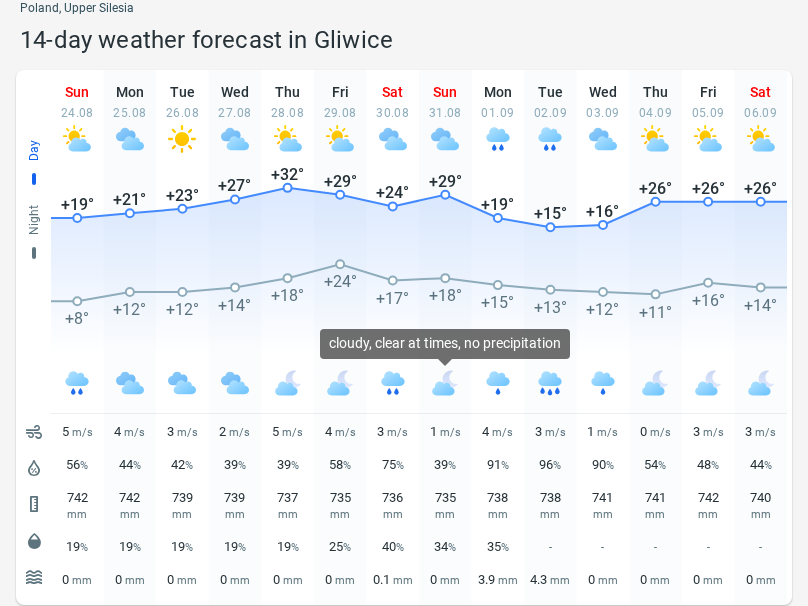 Poland, Upper Silesia
14-day weather forecast in Gliwice
Sun Mon Tue Wed Thu Fri Sat Sun Mon Tue Wed Thu Fri Sat
24.08 25.08 26.08 27.08 28.08 29.08 30.08 31.08 01.09 02.09 03.09 04.09 05.09 06.09
Day
+19° +21° +23° +27° +32° +29° +24° +29° +19° +15° +16° +26° +26° +26°
Night
+8° +12° +12° +14° +18° +24° +17° +18° +15° +13° +12° +11° +16° +14°
cloudy, clear at times, no precipitation
5 m/s 4 m/s 3 m/s 2 m/s 5 m/s 4 m/s 3 m/s 1 m/s 4 m/s 3 m/s 1 m/s 0 m/s 3 m/s 3 m/s
56% 44% 42% 39% 39% 58% 75% 39% 91% 96% 90% 54% 48% 44%
742 742 739 739 737 735 736 735 738 738 741 741 742 740
mm mm mm mm mm mm mm mm mm mm mm mm mm mm
19% 19% 19% 19% 19% 25% 40% 34% 35% - - - - -
0 mm 0 mm 0 mm 0 mm 0 mm 0 mm 0.1 mm 0 mm 3.9 mm 4.3 mm 0 mm 0 mm 0 mm 0 mm